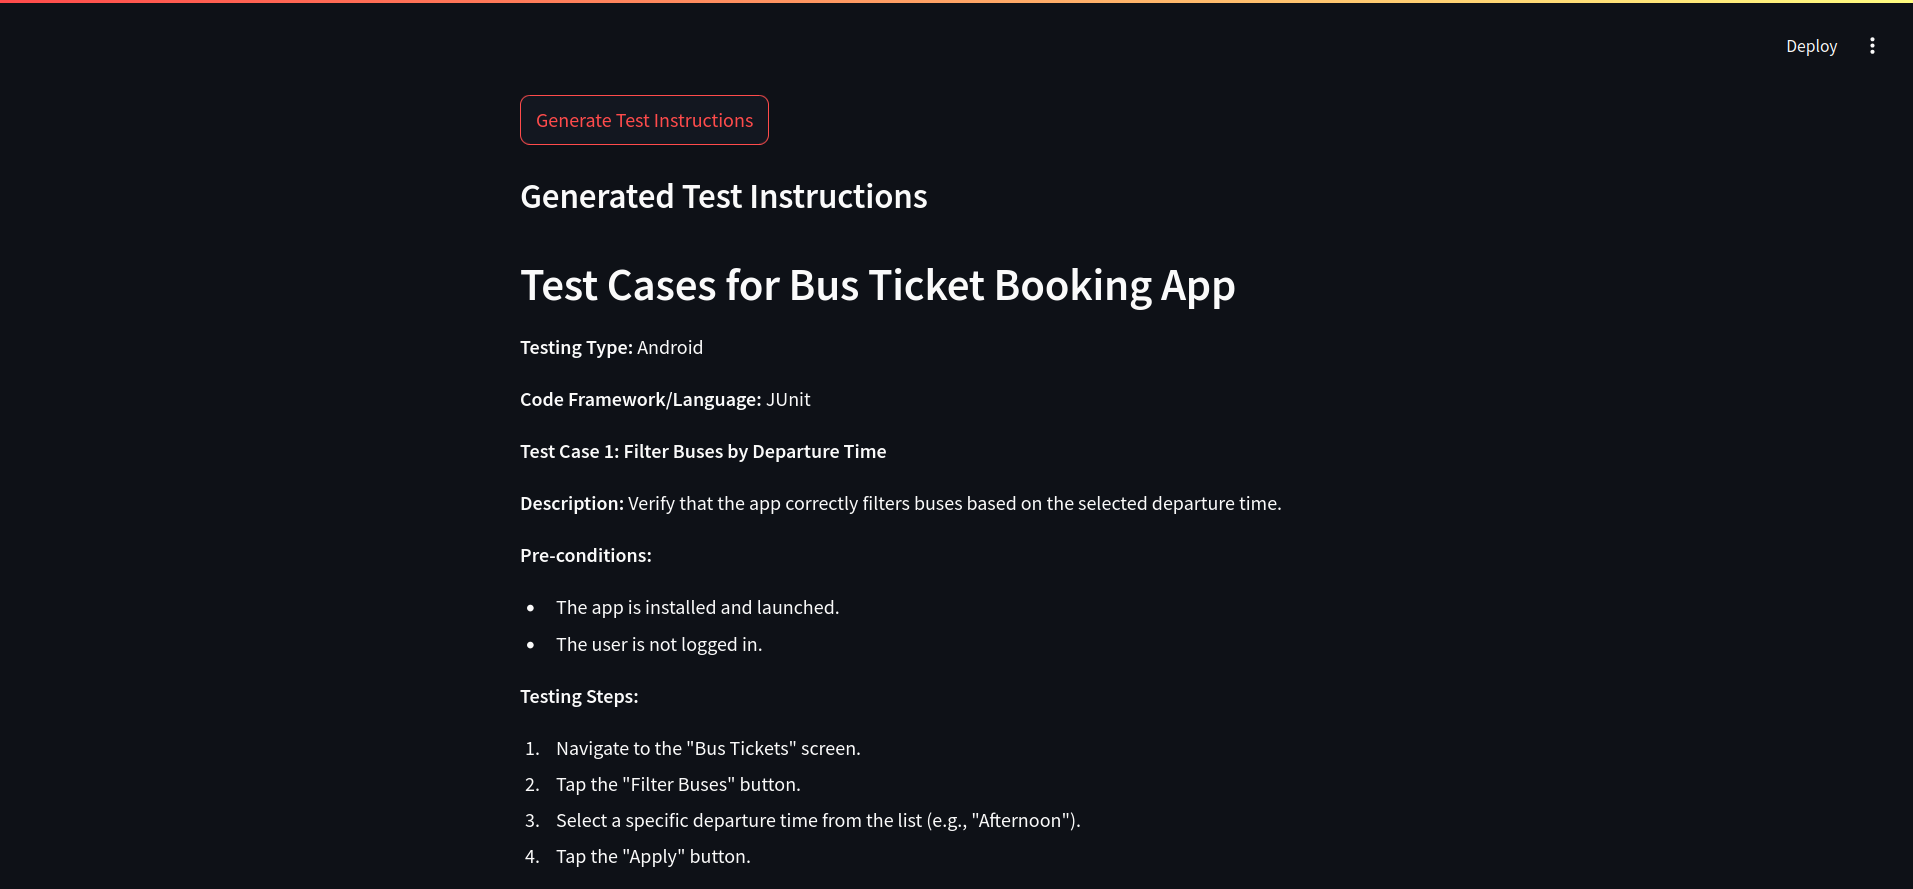 Deploy
Generate Test Instructions
Generated Test Instructions
Test Cases for Bus Ticket Booking App
Testing Type: Android
Code Framework/Language: JUnit
Test Case 1: Filter Buses by Departure Time
Description: Verify that the app correctly filters buses based on the selected departure time.
Pre-conditions:
• The app is installed and launched.
• The user is not logged in.
Testing Steps:
1. Navigate to the "Bus Tickets" screen.
2. Tap the "Filter Buses" button.
3. Select a specific departure time from the list (e.g., "Afternoon").
4. Tap the "Apply" button.